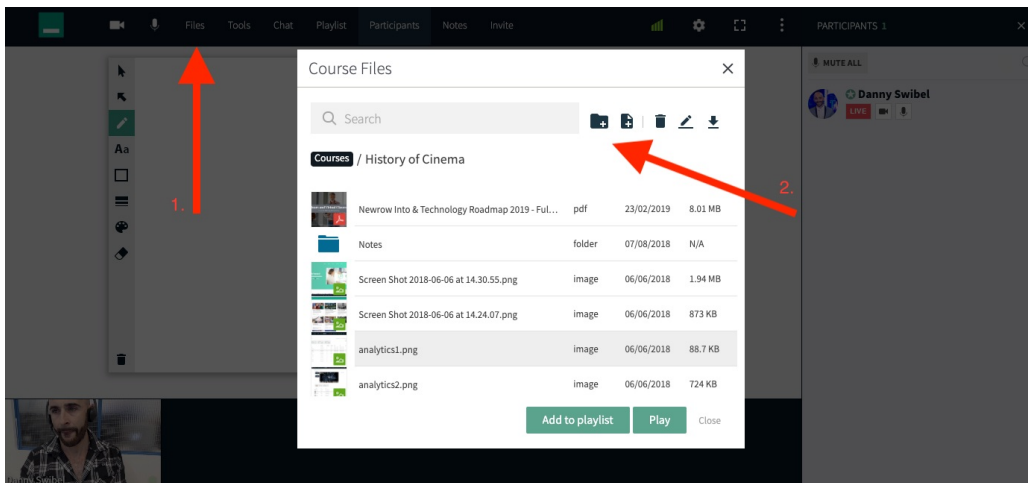 Files Tools Chat Playlist Participants Notes Invite
PARTICIPANTS 1
MUTE ALL
Danny Swibel
LIVE
Course Files
Search
Courses / History of Cinema
Newrow Into & Technology Roadmap 2019 - Ful... pdf 23/02/2019 8.01 MB
Notes folder 07/08/2018 N/A
Screen Shot 2018-06-06 at 14.30.55.png image 06/06/2018 1.94 MB
Screen Shot 2018-06-06 at 14.24.07.png image 06/06/2018 873 KB
analytics1.png image 06/06/2018 88.7 KB
analytics2.png image 06/06/2018 724 KB
Add to playlist Play Close
Aa
1.
2.
Danny Swibel